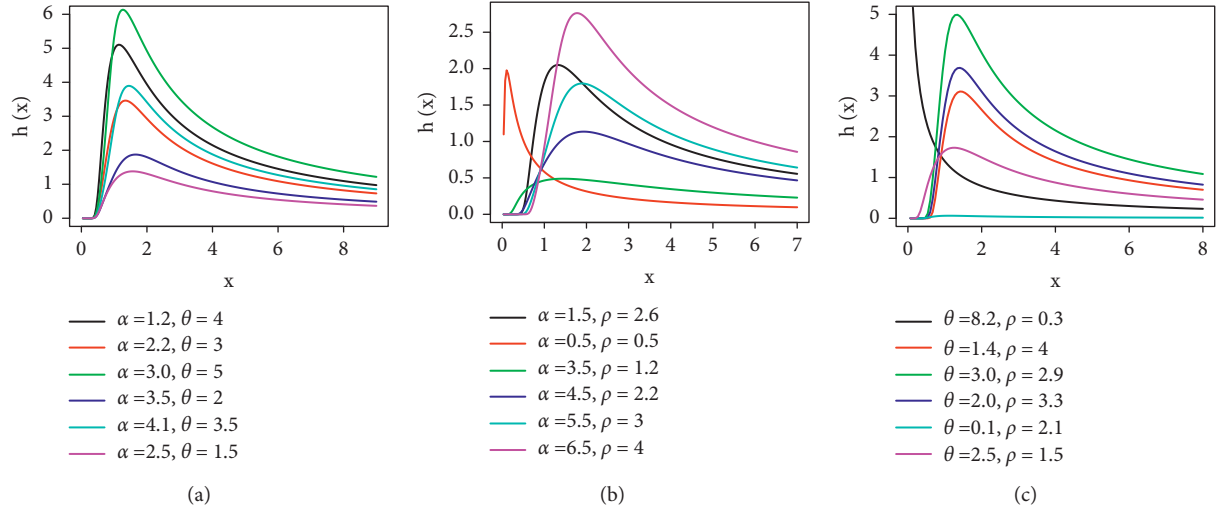 6
5
4
3
2
1
0
h (x)
0 2 4 6 8
x
α =1.2, θ = 4
α =2.2, θ = 3
α =3.0, θ = 5
α =3.5, θ = 2
α =4.1, θ = 3.5
α =2.5, θ = 1.5
(a)
2.5
2.0
1.5
1.0
0.5
0.0
h (x)
0 1 2 3 4 5 6 7
x
α =1.5, ρ = 2.6
α =0.5, ρ = 0.5
α =3.5, ρ = 1.2
α =4.5, ρ = 2.2
α =5.5, ρ = 3
α =6.5, ρ = 4
(b)
5
4
3
2
1
0
h (x)
0 2 4 6 8
x
θ =8.2, ρ = 0.3
θ =1.4, ρ = 4
θ =3.0, ρ = 2.9
θ =2.0, ρ = 3.3
θ =0.1, ρ = 2.1
θ =2.5, ρ = 1.5
(c)